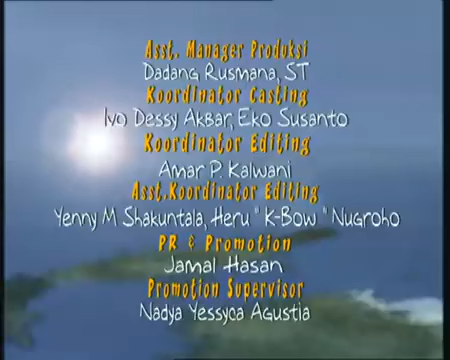 Asst. Manager Produksi
Dadang Rusmana, ST
Koordinator Casting
Ivo Dessy Akbar, Eko Susanto
Koordinator Editing
Amar P. Kalwani
Asst.Koordinator Editing
Yenny M Shakuntala, Heru " K-Bow " Nugroho
PR & Promotion
Jamal Hasan
Promotion Supervisor
Nadya Yessyca Agustia